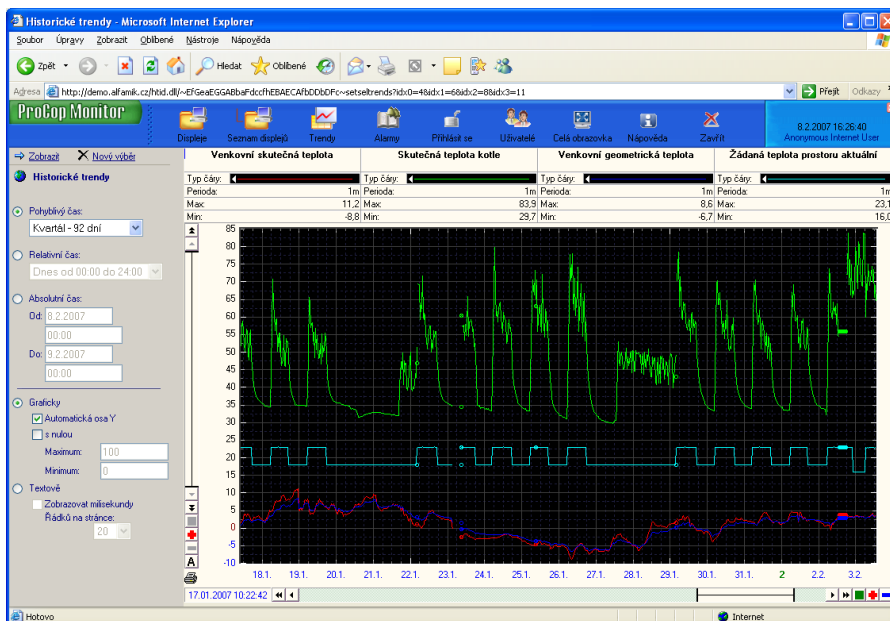 Historické trendy - Microsoft Internet Explorer
Soubor Úpravy Zobrazit Oblíbené Nástroje Nápověda
Zpět Hledat Oblíbené
Adresa http://demo.alfamik.cz/htid.dll/~EfGeaEGGABbaFdccfhEBAECAfbDDbDFc~setseltrends?idx0=4&idx1=6&idx2=8&idx3=11 Přejít Odkazy
ProCop Monitor
Displeje Seznam displejů Trendy Alarmy Přihlásit se Uživatelé Celá obrazovka Nápověda Zavřít
8.2.2007 16:26:40
Anonymous Internet User
Zobrazit Nový výběr
Historické trendy
Pohyblivý čas:
Kvartál - 92 dní
Relativní čas:
Dnes od 00:00 do 24:00
Absolutní čas:
Od: 8.2.2007
00:00
Do: 9.2.2007
00:00
Graficky
Automatická osa Y
s nulou
Maximum: 100
Minimum: 0
Textově
Zobrazovat milisekundy
Řádků na stránce:
20
Venkovní skutečná teplota Skutečná teplota kotle Venkovní geometrická teplota Žádaná teplota prostoru aktuální
Typ čáry: Typ čáry: Typ čáry: Typ čáry:
Perioda: 1m Perioda: 1m Perioda: 1m Perioda: 1m
Max: 11,2 Max: 83,9 Max: 8,6 Max: 23,1
Min: -8,8 Min: 29,7 Min: -6,7 Min: 16,0
85
80
75
70
65
60
55
50
45
40
35
30
25
20
15
10
5
0
-5
-10
A
18.1. 19.1. 20.1. 21.1. 22.1. 23.1. 24.1. 25.1. 26.1. 27.1. 28.1. 29.1. 30.1. 31.1. 2 2.2. 3.2.
17.01.2007 10:22:42
Hotovo Internet